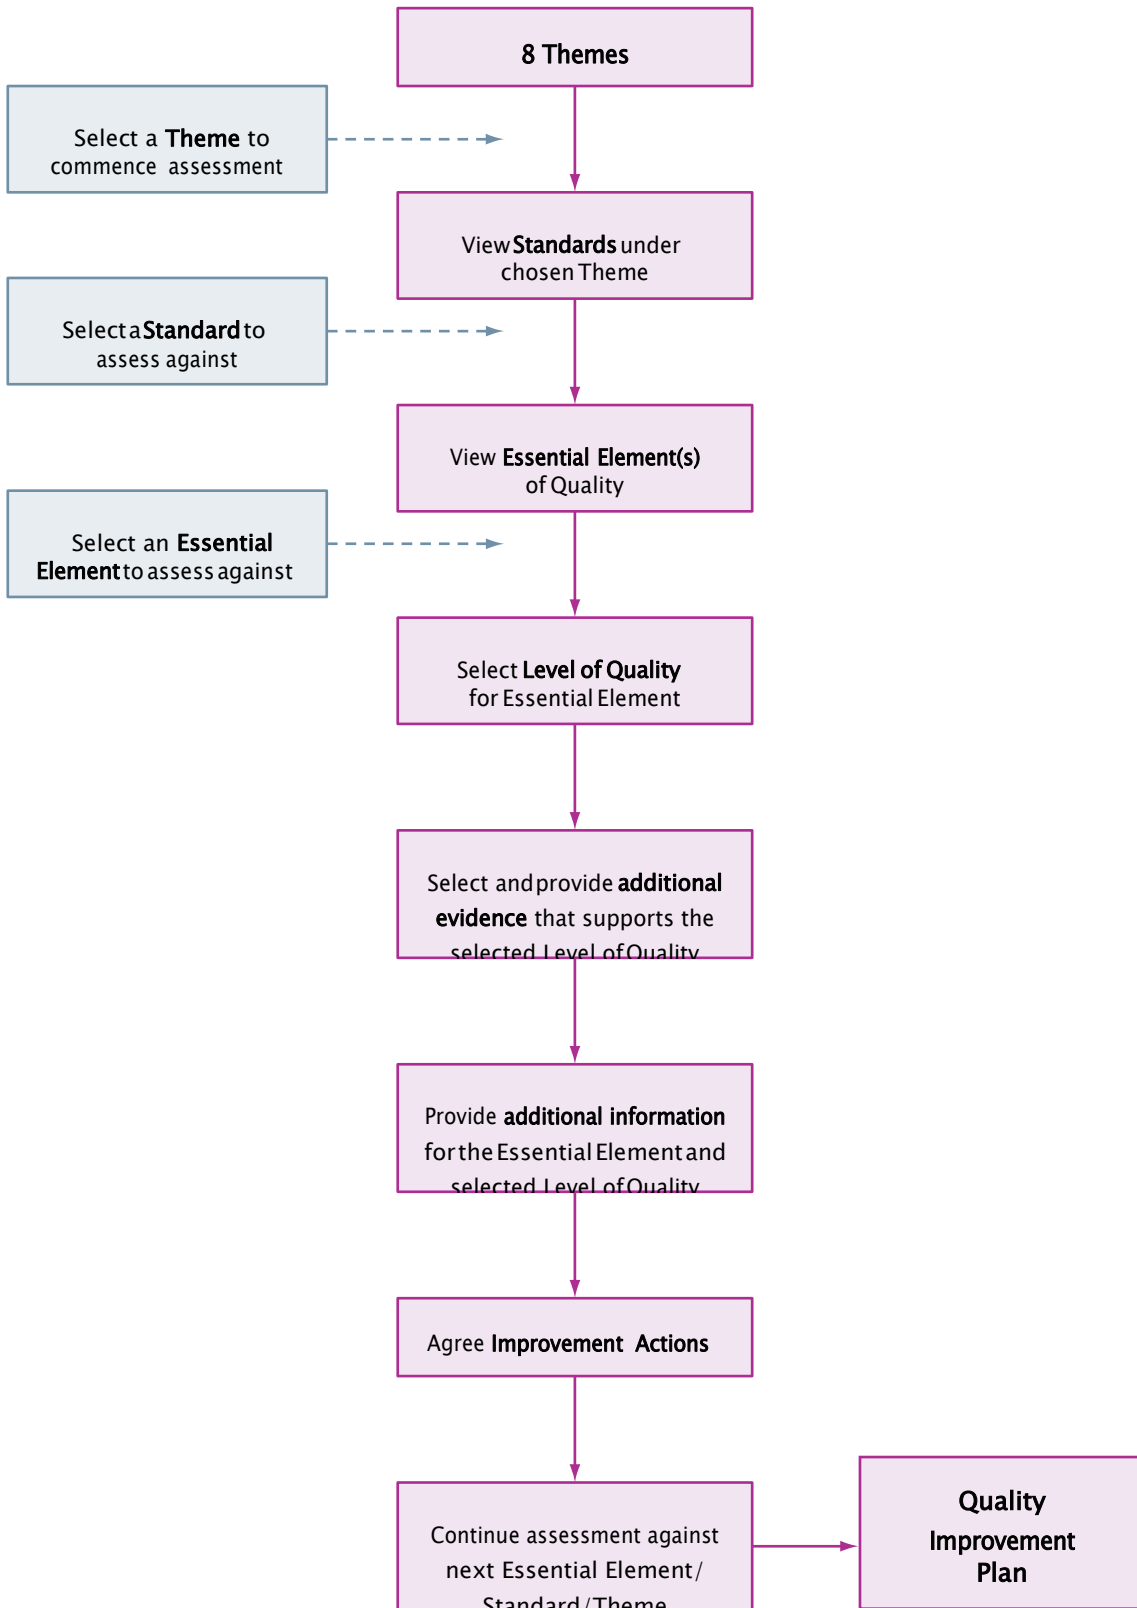 8 Themes
Select a Theme to
commence assessment
View Standards under
chosen Theme
Select a Standard to
assess against
View Essential Element(s)
of Quality
Select an Essential
Element to assess against
Select Level of Quality
for Essential Element
Select and provide additional
evidence that supports the
selected Level of Quality
Provide additional information
for the Essential Element and
selected Level of Quality
Agree Improvement Actions
Continue assessment against
next Essential Element/
Standard/Theme
Quality
Improvement
Plan